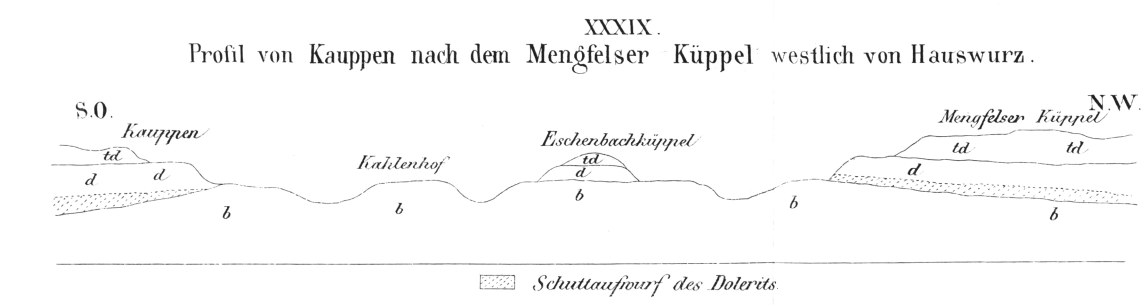 XXXIX.
Profil von Kauppen nach dem Mengfelser Küppel westlich von Hauswurz.
S.O. N.W.
Kauppen Mengfelser Küppel
Eschenbachküppel
Kahlenhof
td td td td
d d d d
b b b b b
Schuttaufwurf des Dolerits.